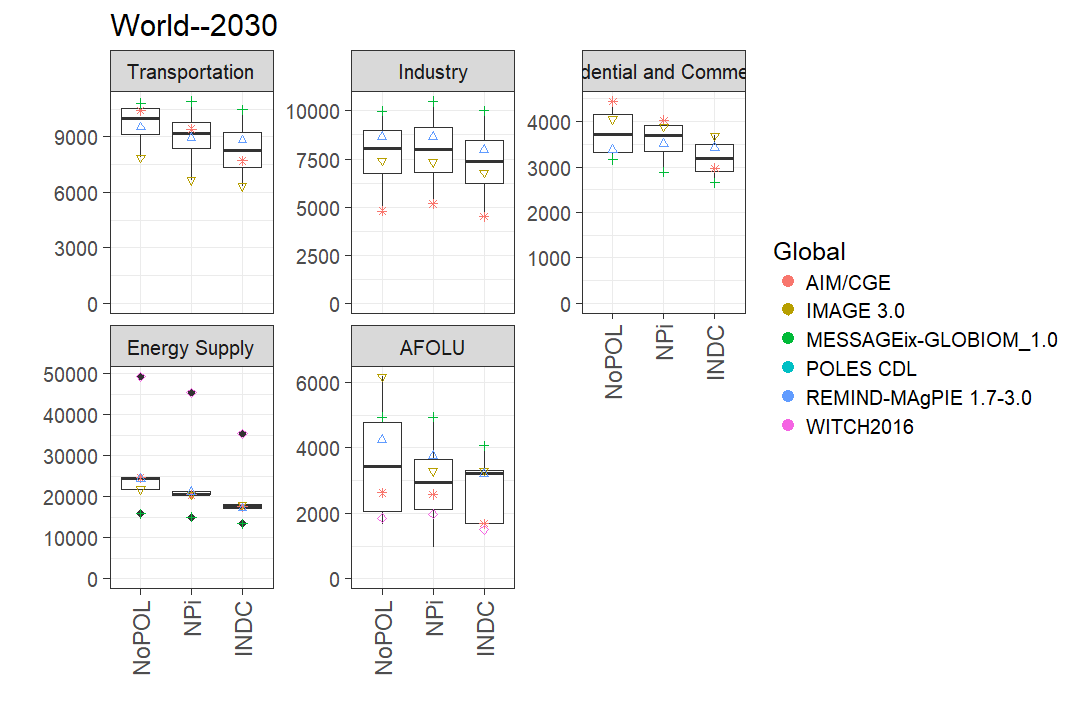 World--2030
Transportation
Industry
dential and Comme
9000
6000
3000
0
10000
7500
5000
2500
0
4000
3000
2000
1000
0
NoPOL
NPi
INDC
Energy Supply
AFOLU
50000
40000
30000
20000
10000
0
6000
4000
2000
0
NoPOL
NPi
INDC
NoPOL
NPi
INDC
Global
AIM/CGE
IMAGE 3.0
MESSAGEix-GLOBIOM_1.0
POLES CDL
REMIND-MAgPIE 1.7-3.0
WITCH2016